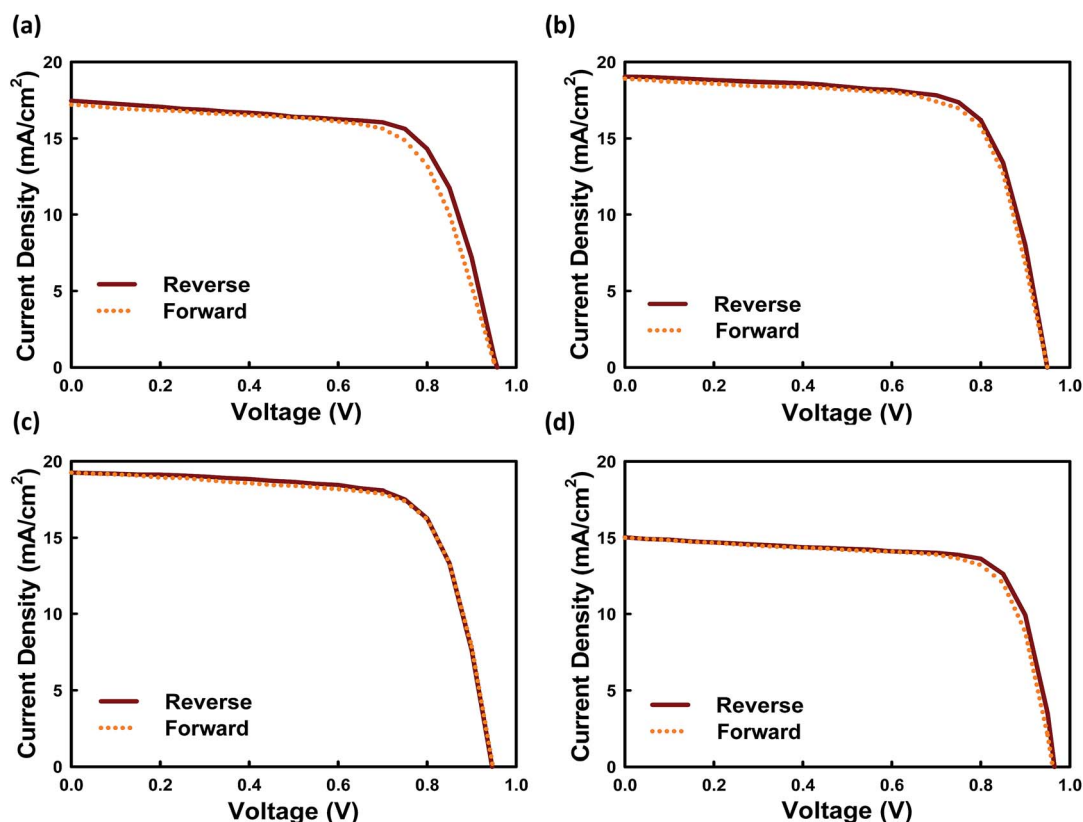 (a)
20
15
10
5
0
Current Density (mA/cm²)
Reverse
Forward
0.0 0.2 0.4 0.6 0.8 1.0
Voltage (V)
(b)
20
15
10
5
0
Current Density (mA/cm²)
Reverse
Forward
0.0 0.2 0.4 0.6 0.8 1.0
Voltage (V)
(c)
20
15
10
5
0
Current Density (mA/cm²)
Reverse
Forward
0.0 0.2 0.4 0.6 0.8 1.0
Voltage (V)
(d)
20
15
10
5
0
Current Density (mA/cm²)
Reverse
Forward
0.0 0.2 0.4 0.6 0.8 1.0
Voltage (V)